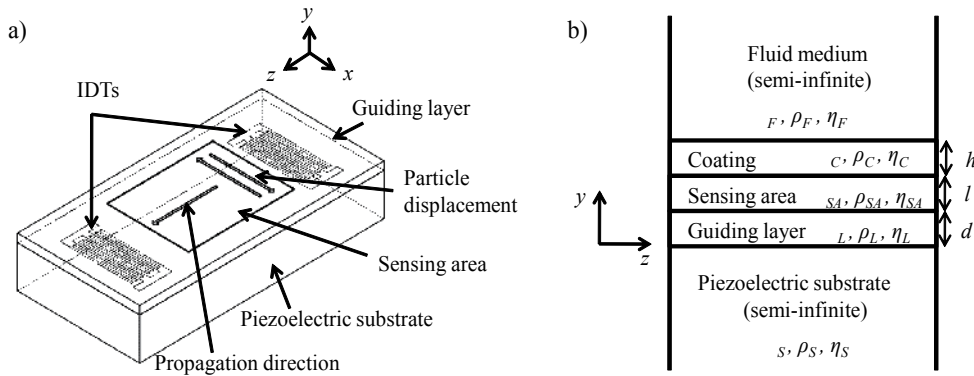 a)
y
z
x
IDTs
Guiding layer
Particle
displacement
Sensing area
Piezoelectric substrate
Propagation direction
b)
Fluid medium
(semi-infinite)
F, ρF, ηF
Coating
C, ρC, ηC
h
Sensing area
SA, ρSA, ηSA
l
Guiding layer
L, ρL, ηL
d
y
z
Piezoelectric substrate
(semi-infinite)
S, ρS, ηS